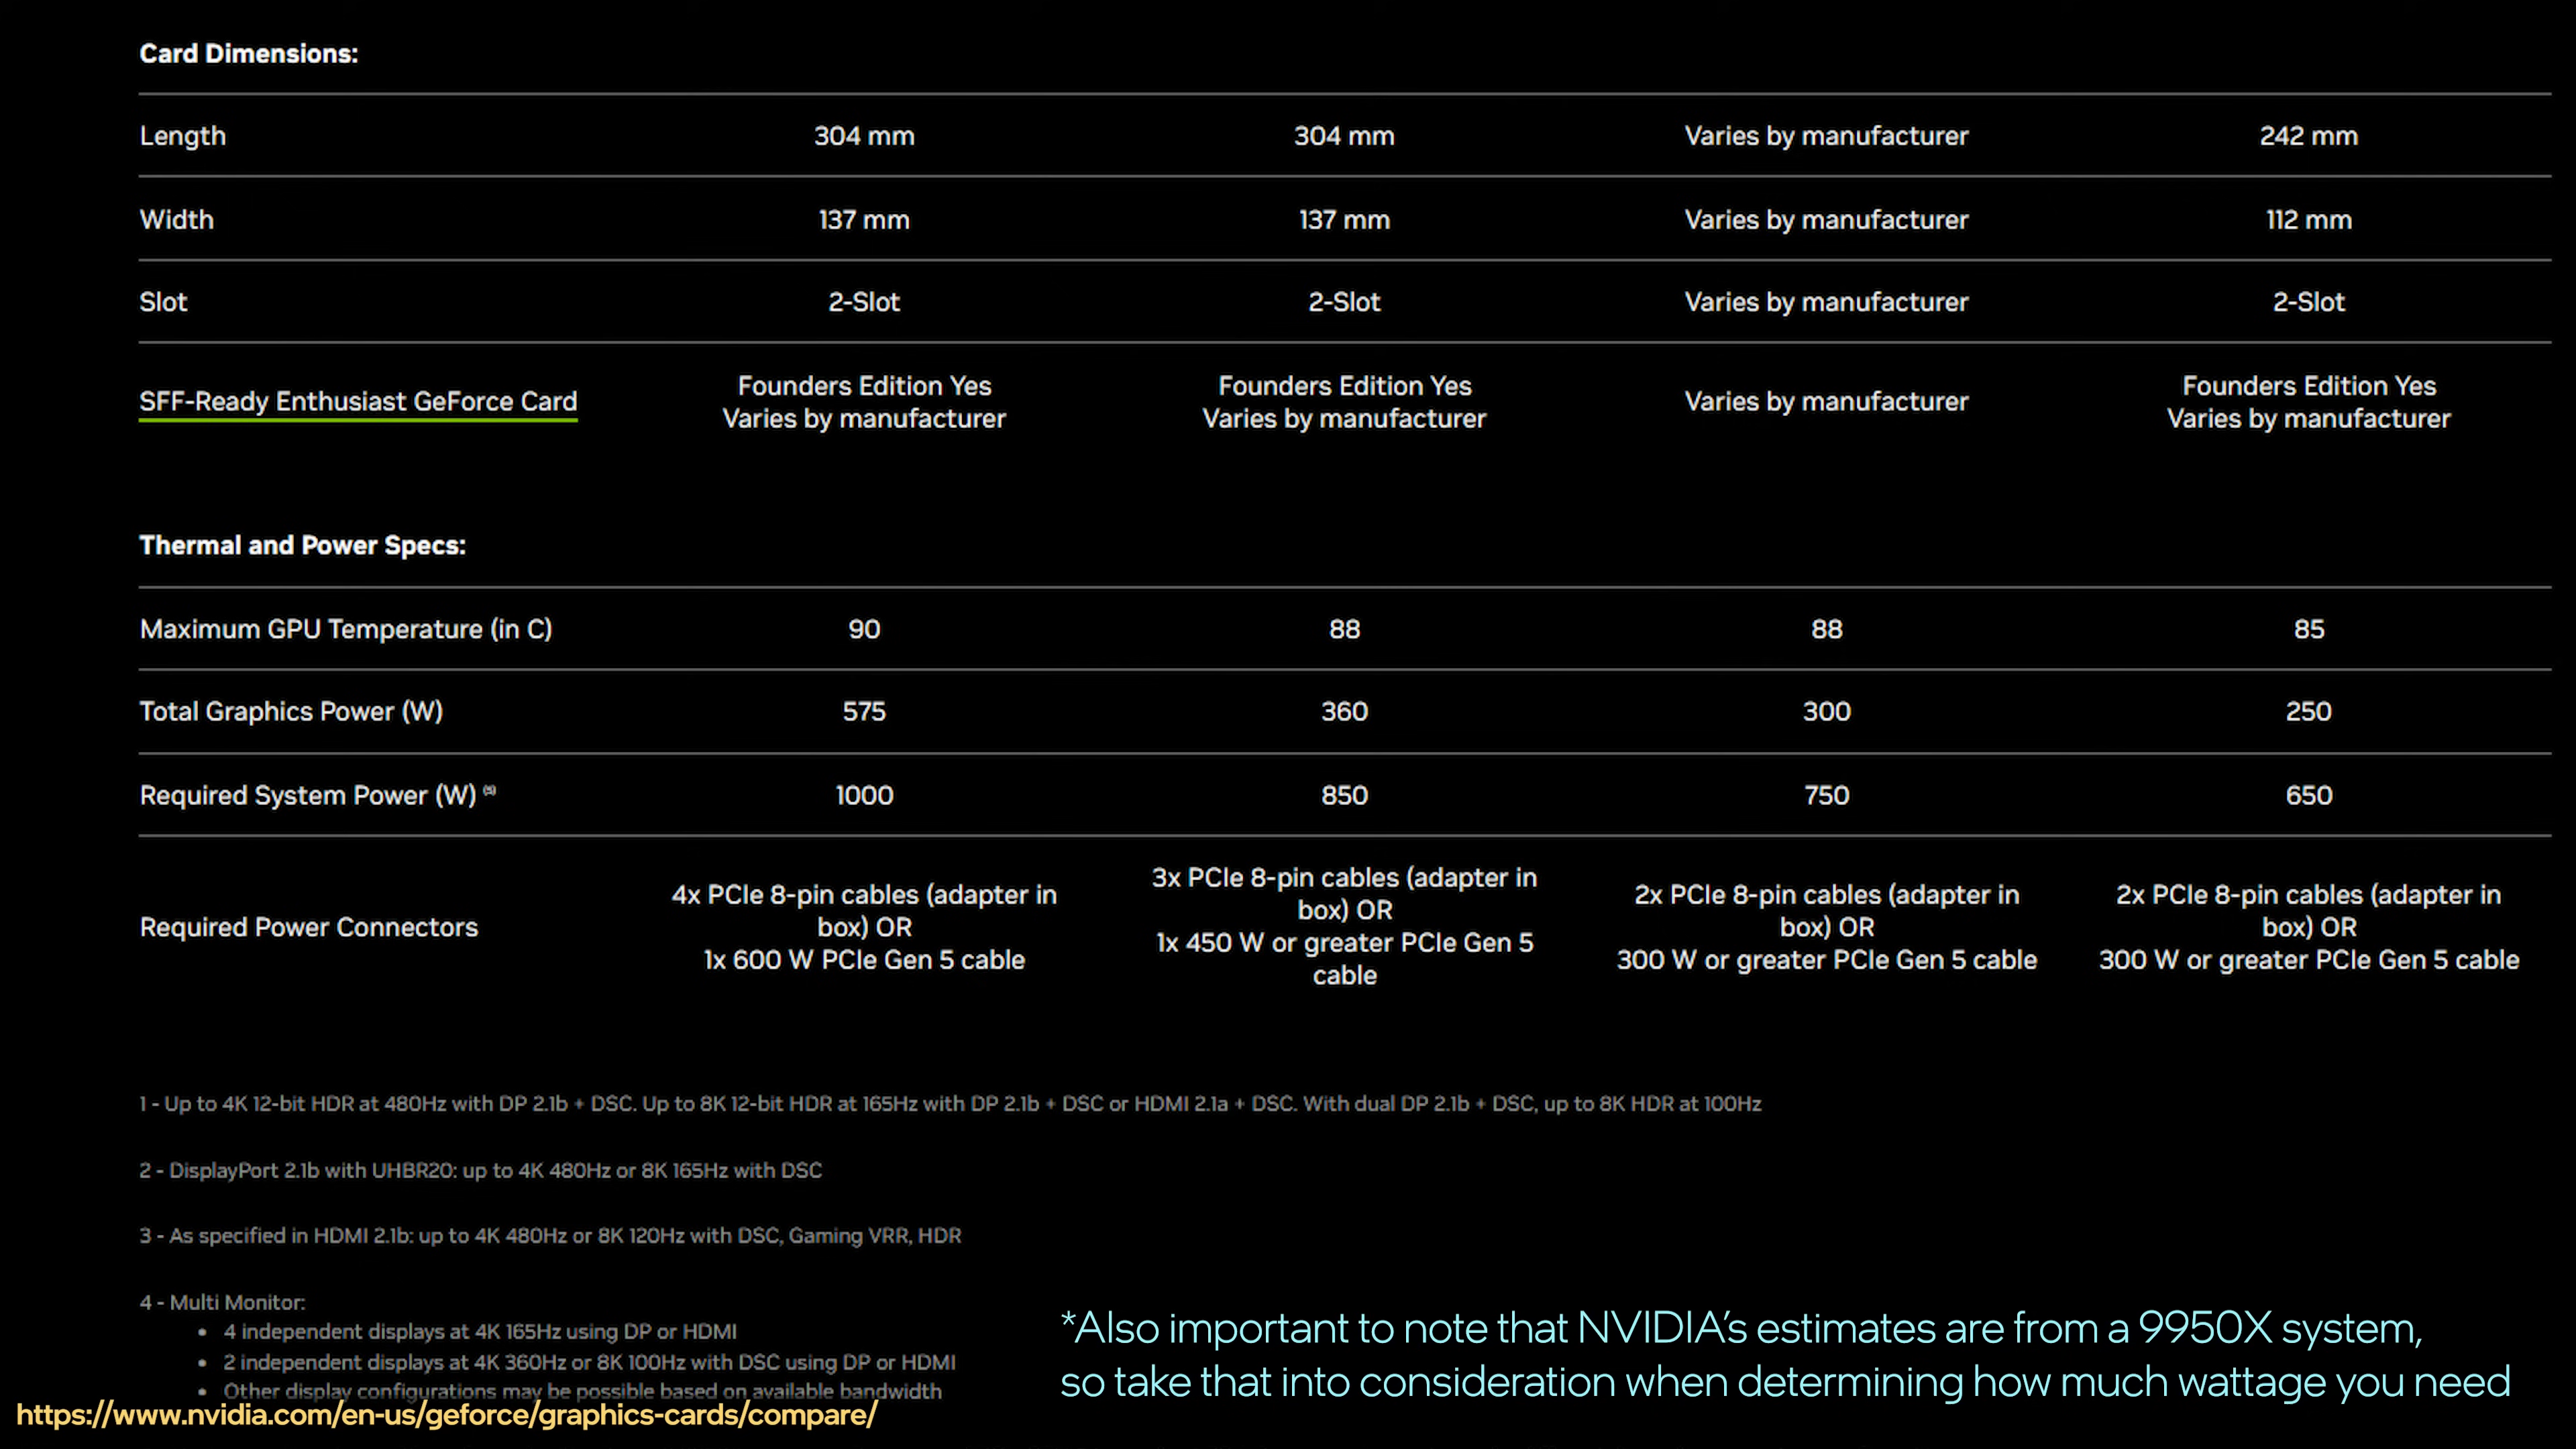 Card Dimensions:
Length 304 mm 304 mm Varies by manufacturer 242 mm
Width 137 mm 137 mm Varies by manufacturer 112 mm
Slot 2-Slot 2-Slot Varies by manufacturer 2-Slot
SFF-Ready Enthusiast GeForce Card Founders Edition Yes Varies by manufacturer Founders Edition Yes Varies by manufacturer Varies by manufacturer Founders Edition Yes Varies by manufacturer
Thermal and Power Specs:
Maximum GPU Temperature (in C) 90 88 88 85
Total Graphics Power (W) 575 360 300 250
Required System Power (W) (5) 1000 850 750 650
Required Power Connectors
4x PCIe 8-pin cables (adapter in
box) OR
1x 600 W PCIe Gen 5 cable
3x PCIe 8-pin cables (adapter in
box) OR
1x 450 W or greater PCIe Gen 5
cable
2x PCIe 8-pin cables (adapter in
box) OR
300 W or greater PCIe Gen 5 cable
2x PCIe 8-pin cables (adapter in
box) OR
300 W or greater PCIe Gen 5 cable
1 - Up to 4K 12-bit HDR at 480Hz with DP 2.1b + DSC. Up to 8K 12-bit HDR at 165Hz with DP 2.1b + DSC or HDMI 2.1a + DSC. With dual DP 2.1b + DSC, up to 8K HDR at 100Hz
2 - DisplayPort 2.1b with UHBR20: up to 4K 480Hz or 8K 165Hz with DSC
3 - As specified in HDMI 2.1b: up to 4K 480Hz or 8K 120Hz with DSC, Gaming VRR, HDR
4 - Multi Monitor:
• 4 independent displays at 4K 165Hz using DP or HDMI
• 2 independent displays at 4K 360Hz or 8K 100Hz with DSC using DP or HDMI
• Other display configurations may be possible based on available bandwidth
https://www.nvidia.com/en-us/geforce/graphics-cards/compare/
*Also important to note that NVIDIA's estimates are from a 9950X system,
so take that into consideration when determining how much wattage you need